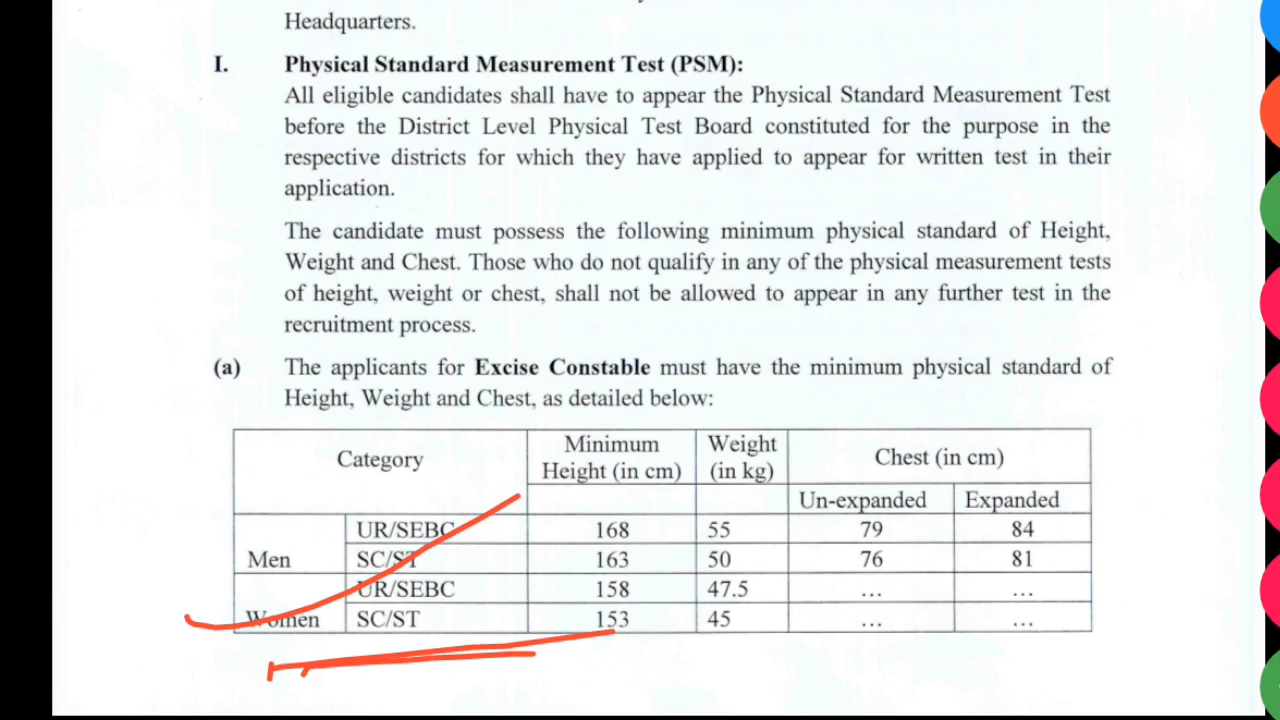 Headquarters.
I. Physical Standard Measurement Test (PSM):
All eligible candidates shall have to appear the Physical Standard Measurement Test
before the District Level Physical Test Board constituted for the purpose in the
respective districts for which they have applied to appear for written test in their
application.
The candidate must possess the following minimum physical standard of Height,
Weight and Chest. Those who do not qualify in any of the physical measurement tests
of height, weight or chest, shall not be allowed to appear in any further test in the
recruitment process.
(a) The applicants for Excise Constable must have the minimum physical standard of
Height, Weight and Chest, as detailed below:
Category Minimum Height (in cm) Weight (in kg) Chest (in cm)
Un-expanded Expanded
Men UR/SEBC 168 55 79 84
SC/ST 163 50 76 81
Women UR/SEBC 158 47.5 ... ...
SC/ST 153 45 ... ...